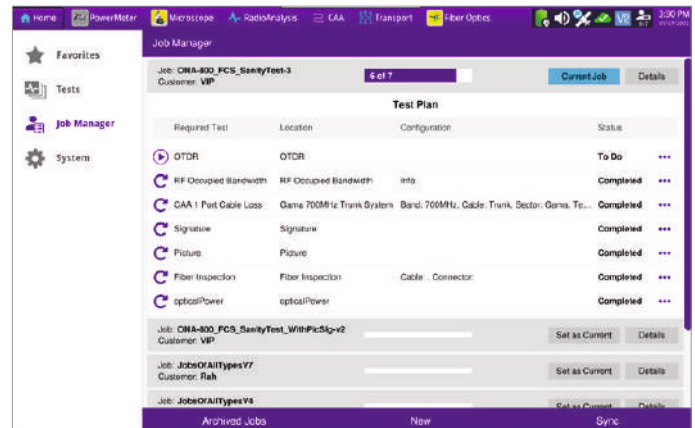 Home PowerMeter Microscope RadioAnalysis CAA Transport Fiber Optics 3:30 PM
Job Manager
Favorites
Tests
Job Manager
System
Job: ONA-800_FCS_SanityTest-3
Customer: VIP
6 of 7
Current Job Details
Test Plan
Required Test Location Configuration Status
OTDR OTDR To Do
RF Occupied Bandwidth RF Occupied Bandwidth Info: Completed
CAA 1 Port Cable Loss Gama 700MHz Trunk System Band: 700MHz, Cable: Trunk, Sector: Gama, Te... Completed
Signature Signature Completed
Picture Picture Completed
Fiber Inspection Fiber Inspection Cable: , Connector: Completed
opticalPower opticalPower Completed
Job: ONA-800_FCS_SanityTest_WithPicSig-v2
Customer: VIP
Set as Current Details
Job: JobsOfAllTypesV7
Customer: Rah
Set as Current Details
Job: JobsOfAllTypesV4
Set as Current Details
Archived Jobs New Sync